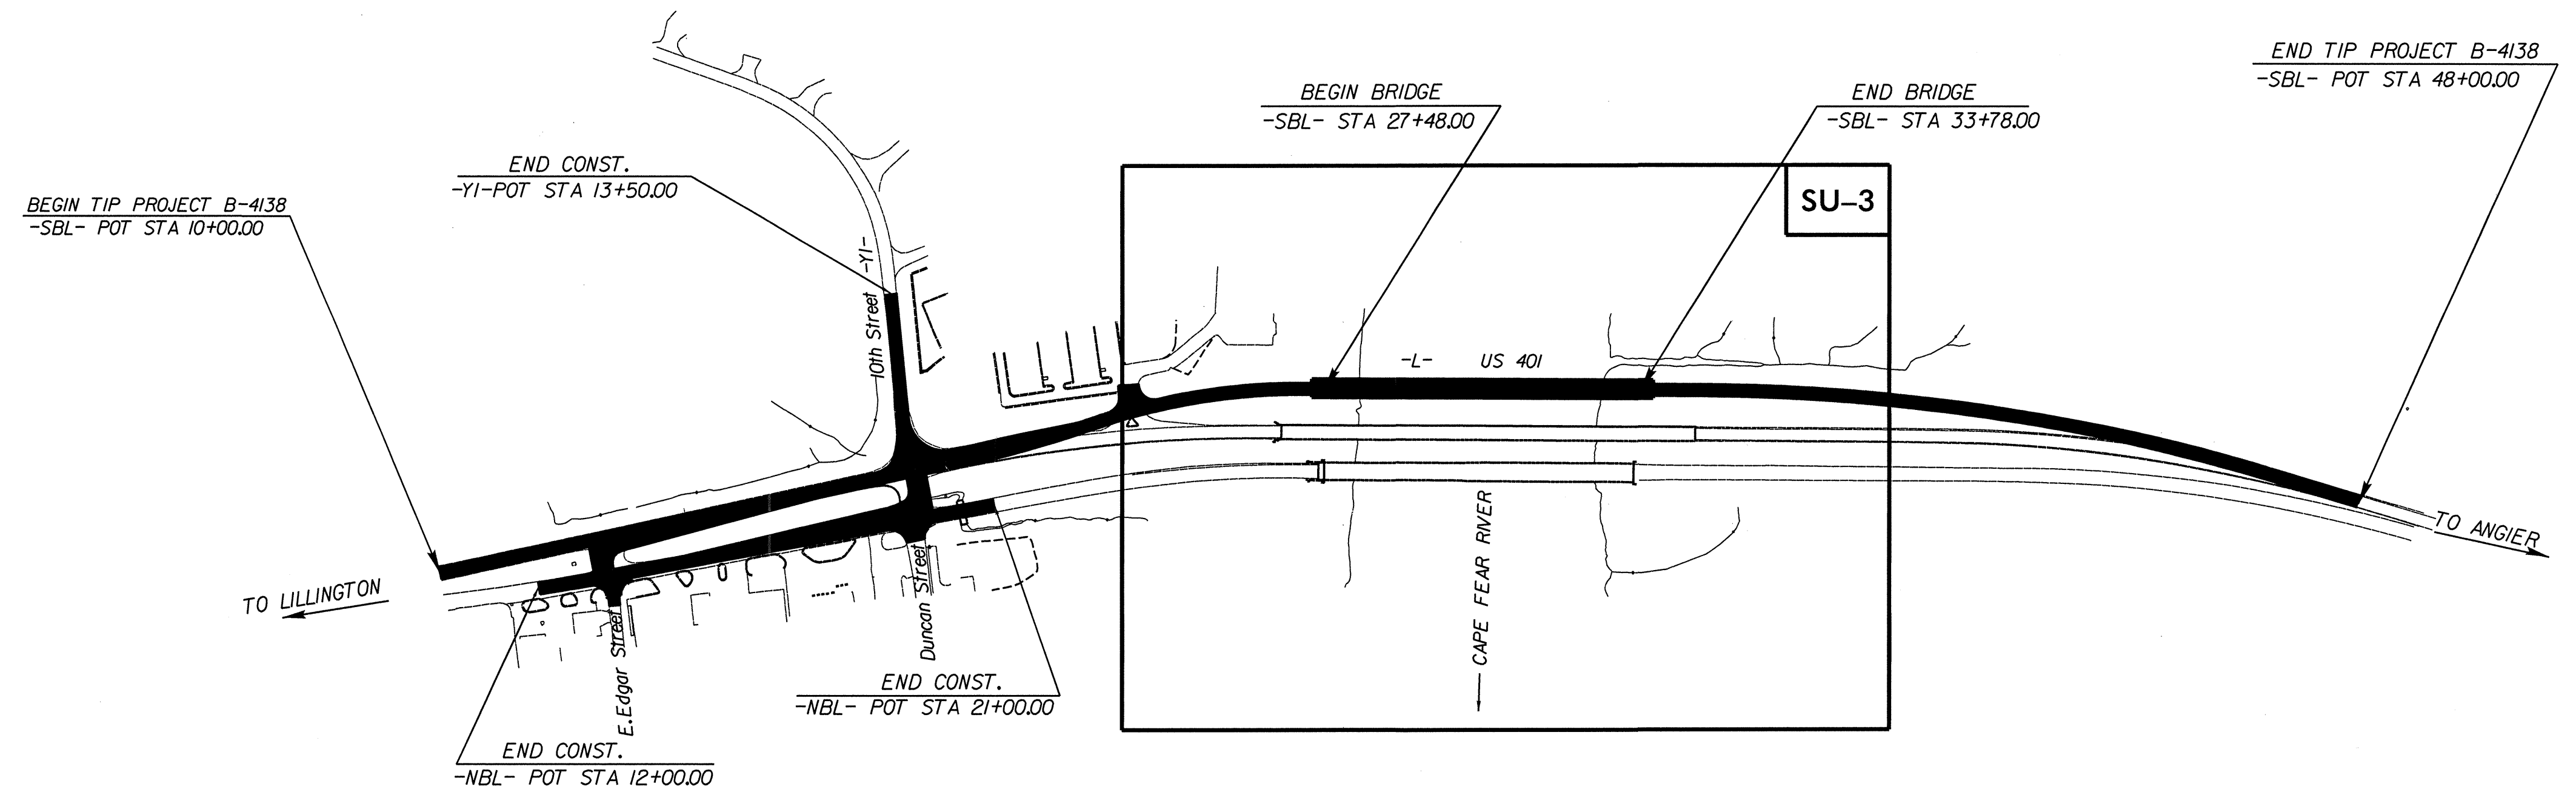 END TIP PROJECT B-4138
-SBL- POT STA 48+00.00
BEGIN BRIDGE
-SBL- STA 27+48.00
END BRIDGE
-SBL- STA 33+78.00
END CONST.
-Y1-POT STA 13+50.00
BEGIN TIP PROJECT B-4138
-SBL- POT STA 10+00.00
SU-3
-Y1-
10th Street
-L- US 401
TO ANGIER
TO LILLINGTON
CAPE FEAR RIVER
Duncan Street
E.Edgar Street
END CONST.
-NBL- POT STA 21+00.00
END CONST.
-NBL- POT STA 12+00.00